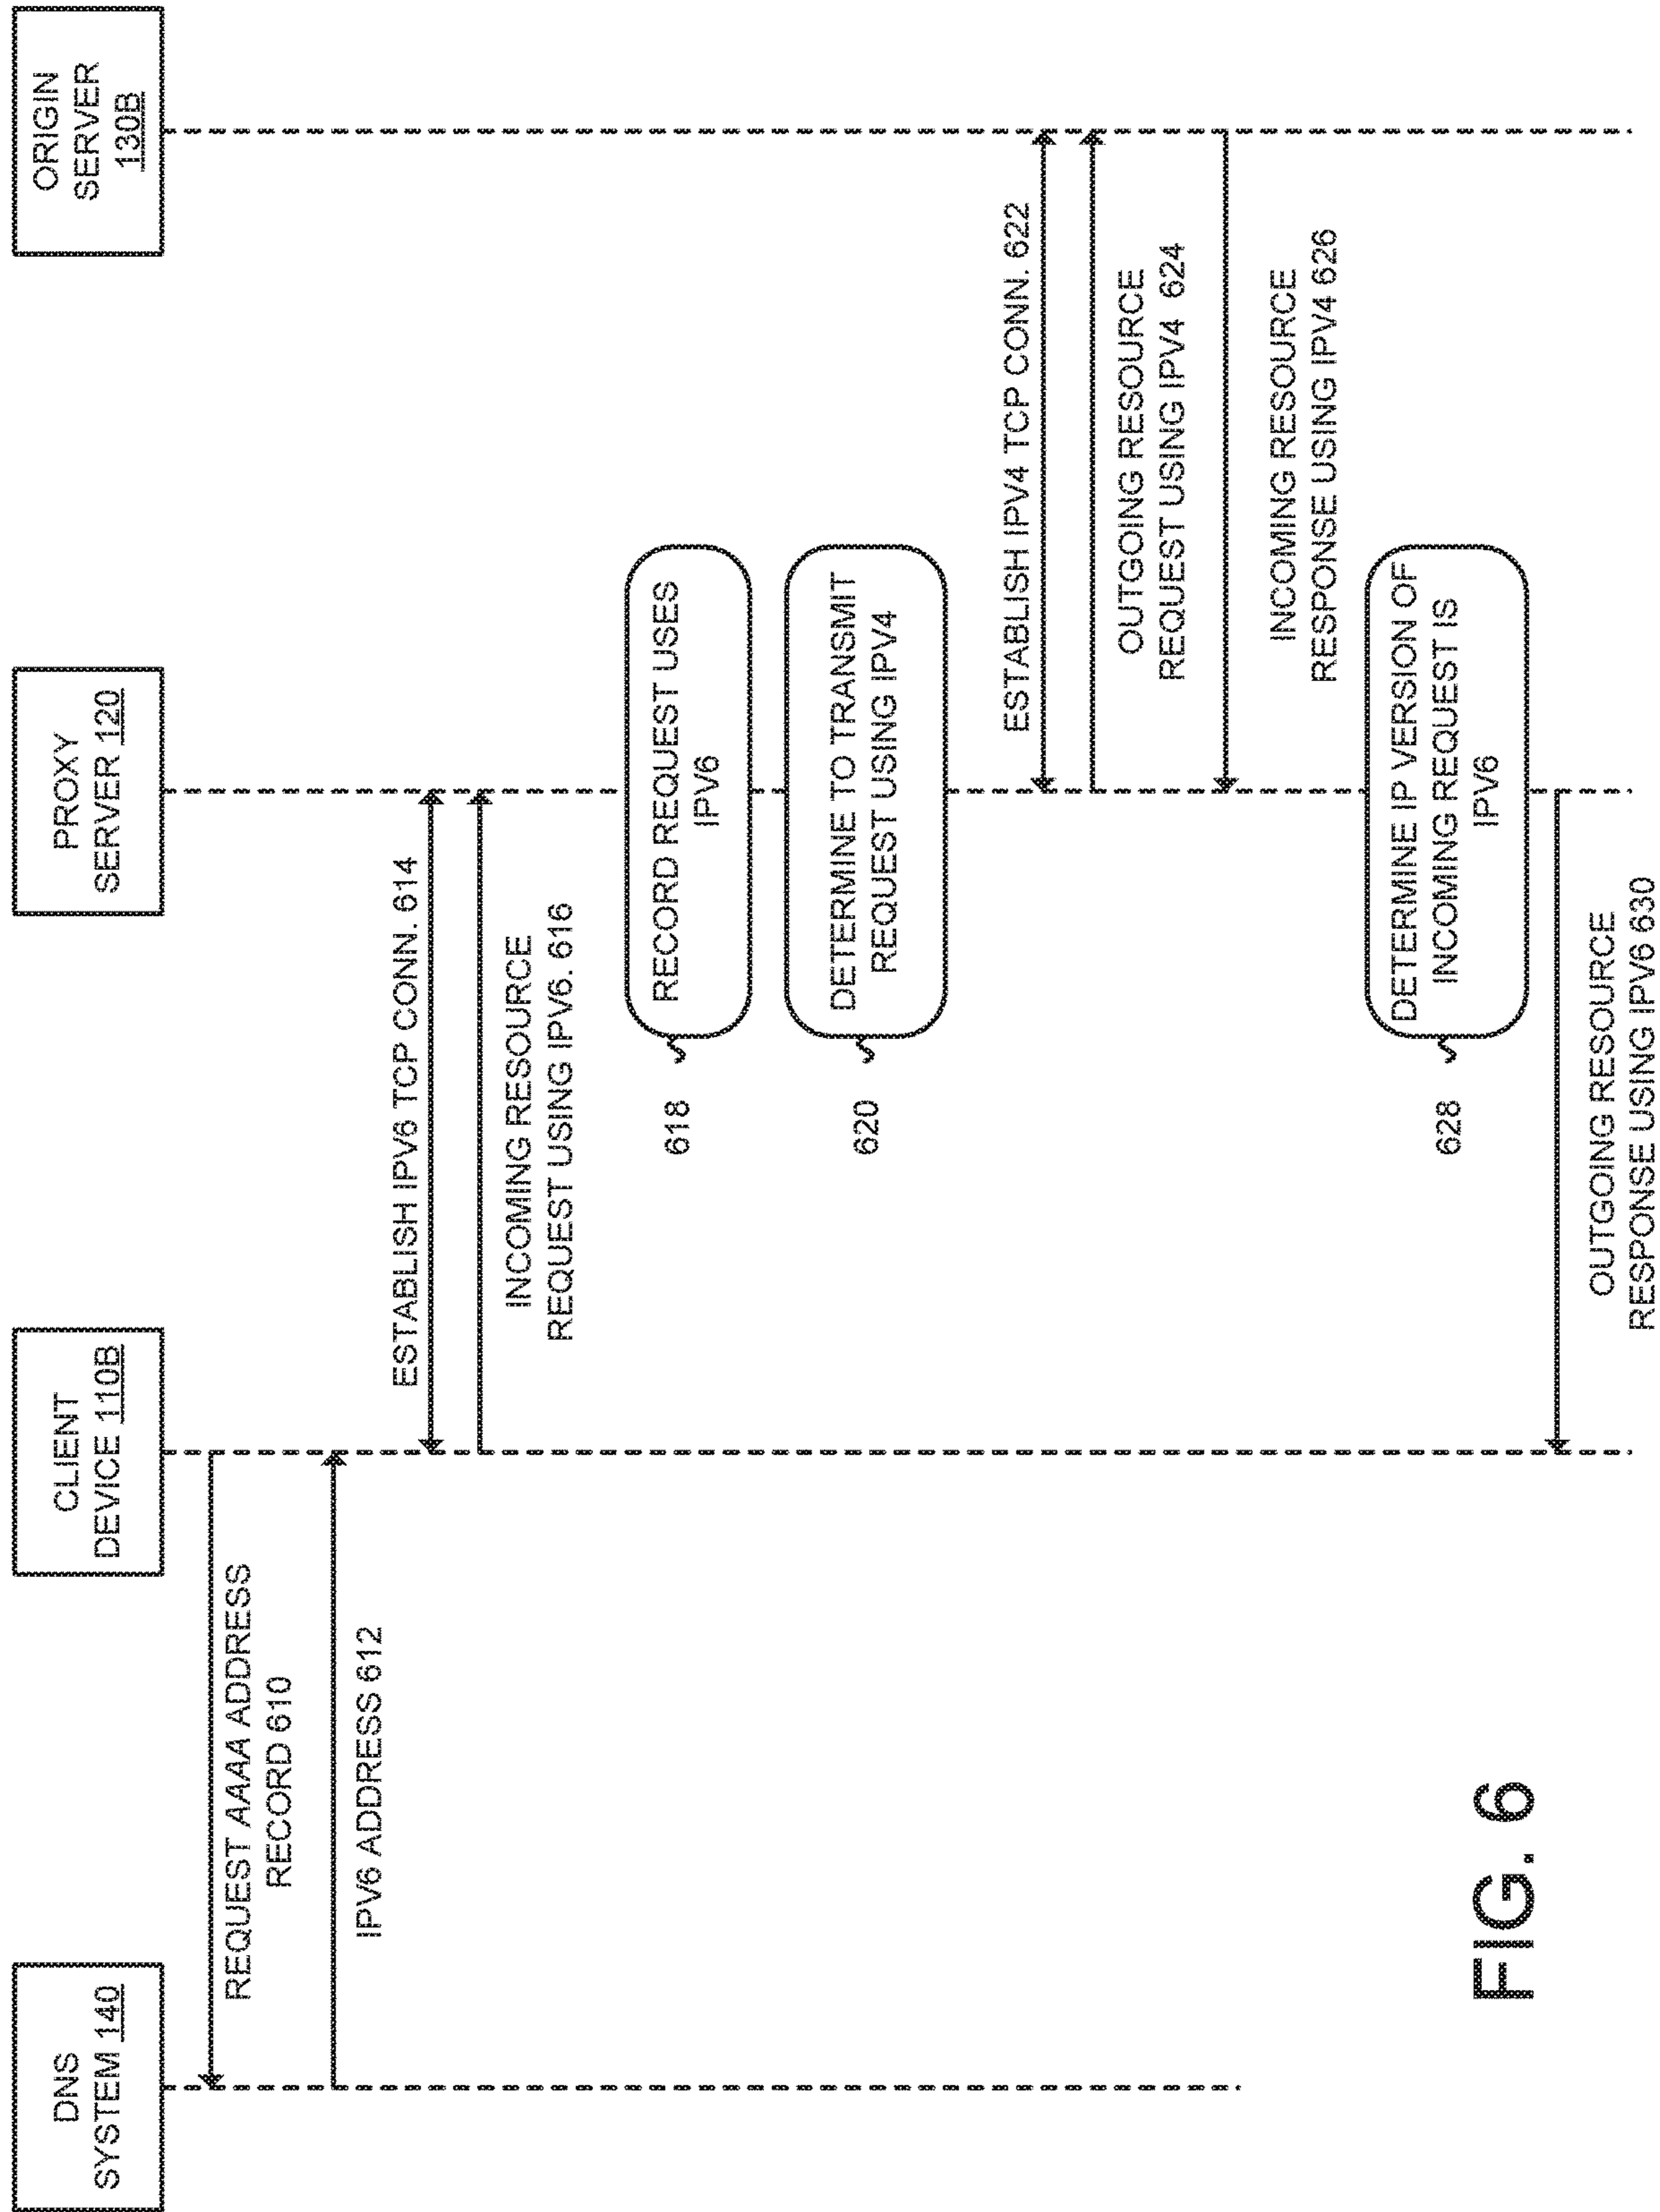 DNS
SYSTEM 140
CLIENT
DEVICE 110B
PROXY
SERVER 120
ORIGIN
SERVER
130B
REQUEST AAAA ADDRESS
RECORD 610
IPV6 ADDRESS 612
ESTABLISH IPV6 TCP CONN. 614
INCOMING RESOURCE
REQUEST USING IPV6. 616
618
RECORD REQUEST USES
IPV6
620
DETERMINE TO TRANSMIT
REQUEST USING IPV4
ESTABLISH IPV4 TCP CONN. 622
OUTGOING RESOURCE
REQUEST USING IPV4 624
INCOMING RESOURCE
RESPONSE USING IPV4 626
628
DETERMINE IP VERSION OF
INCOMING REQUEST IS
IPV6
OUTGOING RESOURCE
RESPONSE USING IPV6 630
FIG. 6